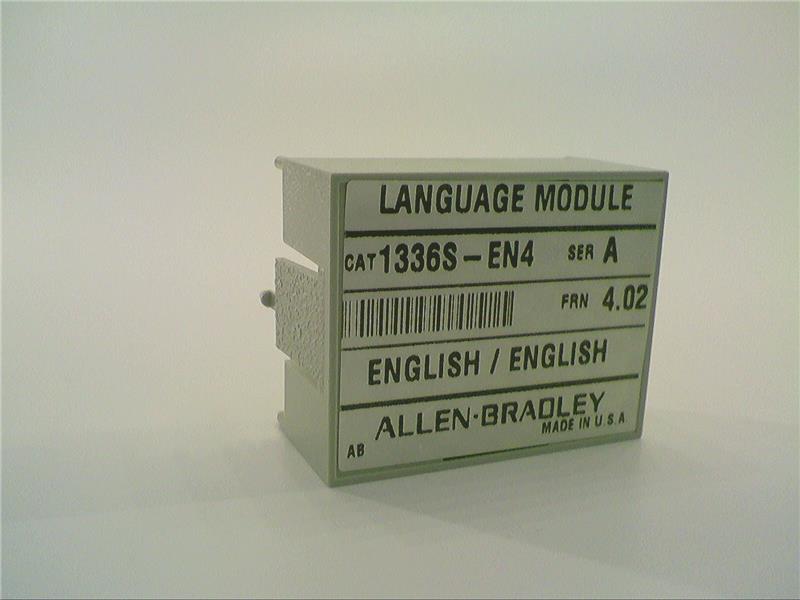 LANGUAGE MODULE
CAT 1336S-EN4 SER A
FRN 4.02
ENGLISH / ENGLISH
ALLEN-BRADLEY
AB MADE IN U.S.A